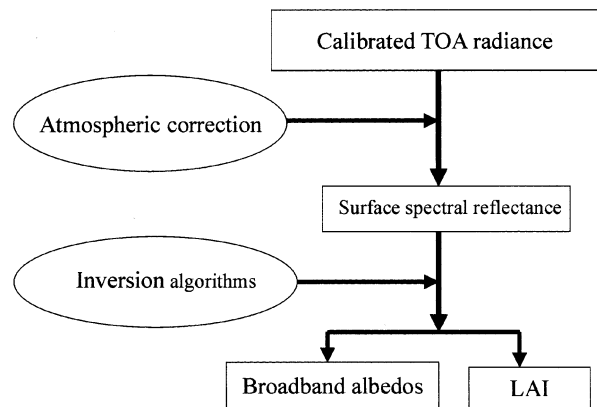 Calibrated TOA radiance
Atmospheric correction
Surface spectral reflectance
Inversion algorithms
Broadband albedos
LAI